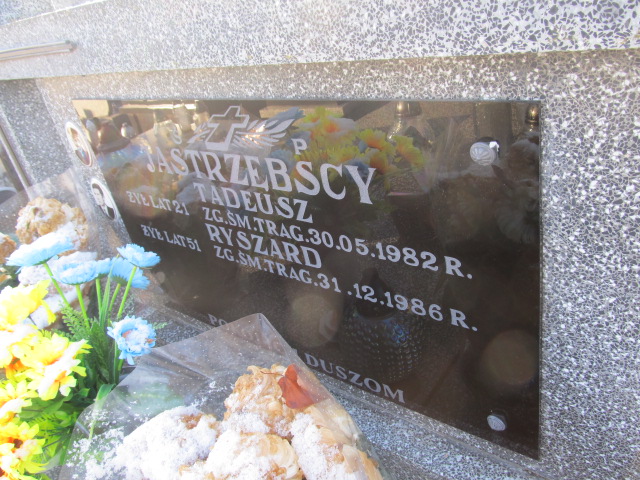 Ś P
JASTRZĘBSCY
TADEUSZ
ŻYŁ LAT 21 ZG.ŚM.TRAG.30.05.1982 R.
RYSZARD
ŻYŁ LAT 51 ZG.ŚM.TRAG.31.12.1986 R.
DUSZOM